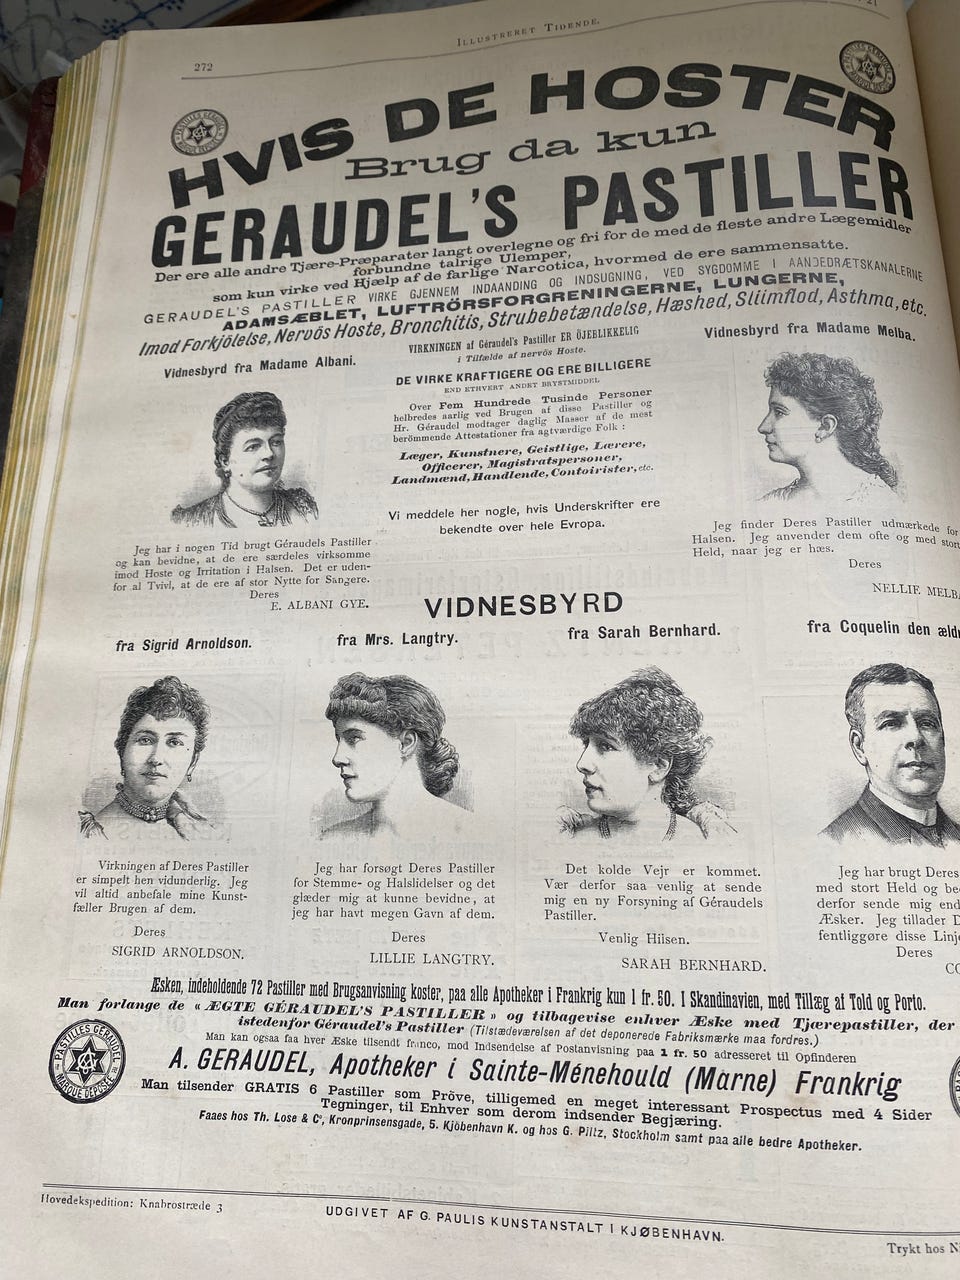 272
ILLUSTRERET TIDENDE.
21
PASTILLES GÉRAUDEL
MARQUE DÉPOSÉE
HVIS DE HOSTER
Brug da kun
GERAUDEL'S PASTILLER
Der ere alle andre Tjære-Præparater langt overlegne og fri for de med de fleste andre Lægemidler
forbundne talrige Ulemper,
som kun virke ved Hjælp af de farlige Narcotica, hvormed de ere sammensatte.
GERAUDEL'S PASTILLER VIRKE GJENNEM INDAANDING OG INDSUGNING, VED SYGDOMME I AANDEDRÆTSKANALERNE
ADAMSÆBLET, LUFTRÖRSFORGRENINGERNE, LUNGERNE,
Imod Forkjölelse, Nervös Hoste, Bronchitis, Strubebetændelse, Hæshed, Sliimflod, Asthma, etc.
Vidnesbyrd fra Madame Albani.
Jeg har i nogen Tid brugt Géraudels Pastiller
og kan bevidne, at de ere særdeles virksomme
imod Hoste og Irritation i Halsen. Det er uden-
for al Tvivl, at de ere af stor Nytte for Sangere.
Deres
E. ALBANI GYE.
VIRKNINGEN af Géraudel's Pastiller ER ÖJEBLIKKELIG
i Tilfælde af nervös Hoste.
DE VIRKE KRAFTIGERE OG ERE BILLIGERE
END ETHVERT ANDET BRYSTMIDDEL
Over Fem Hundrede Tusinde Personer
helbredes aarlig ved Brugen af disse Pastiller og
Hr. Géraudel modtager daglig Masser af de mest
berömmende Attestationer fra agtværdige Folk :
Læger, Kunstnere, Geistlige, Lærere,
Officerer, Magistratspersoner,
Landmænd, Handlende, Contoirister, etc.
Vi meddele her nogle, hvis Underskrifter ere
bekendte over hele Evropa.
Vidnesbyrd fra Madame Melba.
Jeg finder Deres Pastiller udmærkede for
Halsen. Jeg anvender dem ofte og med stort
Held, naar jeg er hæs.
Deres
NELLIE MELBA
VIDNESBYRD
fra Sigrid Arnoldson.
Virkningen af Deres Pastiller
er simpelt hen vidunderlig. Jeg
vil altid anbefale mine Kunst-
fæller Brugen af dem.
Deres
SIGRID ARNOLDSON.
fra Mrs. Langtry.
Jeg har forsøgt Deres Pastiller
for Stemme- og Halslidelser og det
glæder mig at kunne bevidne, at
jeg har havt megen Gavn af dem.
Deres
LILLIE LANGTRY.
fra Sarah Bernhard.
Det kolde Vejr er kommet.
Vær derfor saa venlig at sende
mig en ny Forsyning af Géraudels
Pastiller.
Venlig Hilsen.
SARAH BERNHARD.
fra Coquelin den æld
Jeg har brugt Deres
med stort Held og be
derfor sende mig end
Æsker. Jeg tillader D
fentliggøre disse Linj
Deres
CO
Æsken, indeholdende 72 Pastiller med Brugsanvisning koster, paa alle Apotheker i Frankrig kun 1 fr. 50. I Skandinavien, med Tillæg af Told og Porto.
Man forlange de « ÆGTE GÉRAUDEL'S PASTILLER » og tilbagevise enhver Æske med Tjærepastiller, der
istedenfor Géraudel's Pastiller (Tilstædeværelsen af det deponerede Fabriksmærke maa fordres.)
Man kan ogsaa faa hver Æske tilsendt franco, mod Indsendelse af Postanvisning paa 1 fr. 50 adresseret til Opfinderen
A. GERAUDEL, Apotheker i Sainte-Ménehould (Marne) Frankrig
PASTILLES GÉRAUDEL
MARQUE DÉPOSÉE
Man tilsender GRATIS 6 Pastiller som Pröve, tilligemed en meget interessant Prospectus med 4 Sider
Tegninger, til Enhver som derom indsender Begjæring.
Faaes hos Th. Lose & Cº, Kronprinsensgade, 5. Kjöbenhavn K. og hos G. Piltz, Stockholm samt paa alle bedre Apotheker.
Hovedekspedition: Knabrostræde 3
UDGIVET AF G. PAULIS KUNSTANSTALT I KJØBENHAVN.
Trykt hos N